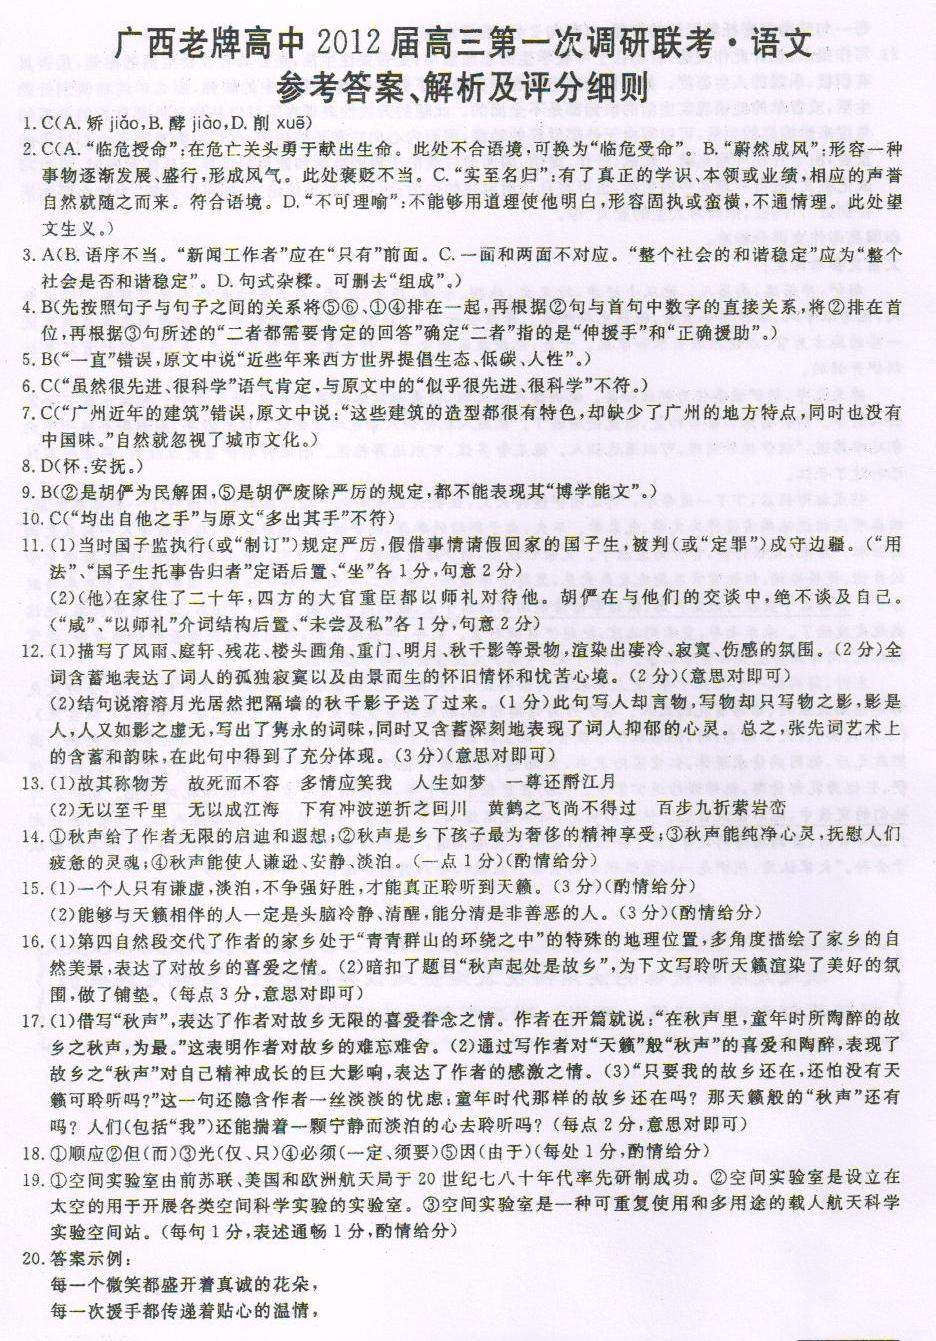 广西老牌高中 2012 届高三第一次调研联考·语文
参考答案、解析及评分细则
1. C(A. 矫 jiǎo,B. 酵 jiào,D. 削 xuē)
2. C(A.“临危授命”:在危亡关头勇于献出生命。此处不合语境,可换为“临危受命”。B.“蔚然成风”:形容一种
事物逐渐发展、盛行,形成风气。此处褒贬不当。C.“实至名归”:有了真正的学识、本领或业绩,相应的声誉
自然就随之而来。符合语境。D.“不可理喻”:不能够用道理使他明白,形容固执或蛮横,不通情理。此处望
文生义。)
3. A(B. 语序不当。“新闻工作者”应在“只有”前面。C. 一面和两面不对应。“整个社会的和谐稳定”应为“整个
社会是否和谐稳定”。D. 句式杂糅。可删去“组成”。)
4. B(先按照句子与句子之间的关系将⑤⑥、①④排在一起,再根据②句与首句中数字的直接关系,将②排在首
位,再根据③句所述的“二者都需要肯定的回答”确定“二者”指的是“伸援手”和“正确援助”。)
5. B(“一直”错误,原文中说“近些年来西方世界提倡生态、低碳、人性”。)
6. C(“虽然很先进、很科学”语气肯定,与原文中的“似乎很先进、很科学”不符。)
7. C(“广州近年的建筑”错误,原文中说:“这些建筑的造型都很有特色,却缺少了广州的地方特点,同时也没有
中国味。”自然就忽视了城市文化。)
8. D(怀:安抚。)
9. B(②是胡俨为民解困,⑤是胡俨废除严厉的规定,都不能表现其“博学能文”。)
10. C(“均出自他之手”与原文“多出其手”不符)
11. (1)当时国子监执行(或“制订”)规定严厉,假借事情请假回家的国子生,被判(或“定罪”)戍守边疆。(“用
法”、“国子生托事告归者”定语后置、“坐”各 1 分,句意 2 分)
(2)(他)在家住了二十年,四方的大官重臣都以师礼对待他。胡俨在与他们的交谈中,绝不谈及自己。
(“咸”、“以师礼”介词结构后置、“未尝及私”各 1 分,句意 2 分)
12. (1)描写了风雨、庭轩、残花、楼头画角、重门、明月、秋千影等景物,渲染出凄冷、寂寞、伤感的氛围。(2 分)全
词含蓄地表达了词人的孤独寂寞以及由景而生的怀旧情怀和忧苦心境。(2 分)(意思对即可)
(2)结句说溶溶月光居然把隔墙的秋千影子送了过来。(1 分)此句写人却言物,写物却只写物之影,影是
人,人又如影之虚无,写出了隽永的词味,同时又含蓄深刻地表现了词人抑郁的心灵。总之,张先词艺术上
的含蓄和韵味,在此句中得到了充分体现。(3 分)(意思对即可)
13. (1)故其称物芳　故死而不容　多情应笑我　人生如梦　一尊还酹江月
(2)无以至千里　无以成江海　下有冲波逆折之回川　黄鹤之飞尚不得过　百步九折萦岩峦
14. ①秋声给了作者无限的启迪和遐想;②秋声是乡下孩子最为奢侈的精神享受;③秋声能纯净心灵,抚慰人们
疲惫的灵魂;④秋声能使人谦逊、安静、淡泊。(一点 1 分)(酌情给分)
15. (1)一个人只有谦虚,淡泊,不争强好胜,才能真正聆听到天籁。(3 分)(酌情给分)
(2)能够与天籁相伴的人一定是头脑冷静、清醒,能分清是非善恶的人。(3 分)(酌情给分)
16. (1)第四自然段交代了作者的家乡处于“青青群山的环绕之中”的特殊的地理位置,多角度描绘了家乡的自
然美景,表达了对故乡的喜爱之情。(2)暗扣了题目“秋声起处是故乡”,为下文写聆听天籁渲染了美好的氛
围,做了铺垫。(每点 3 分,意思对即可)
17. (1)借写“秋声”,表达了作者对故乡无限的喜爱眷念之情。作者在开篇就说:“在秋声里,童年时所陶醉的故
乡之秋声,为最。”这表明作者对故乡的难忘难舍。(2)通过写作者对“天籁”般“秋声”的喜爱和陶醉,表现了
故乡之“秋声”对自己精神成长的巨大影响,表达了作者的感激之情。(3)“只要我的故乡还在,还怕没有天
籁可聆听吗?”这一句还隐含作者一丝淡淡的忧虑:童年时代那样的故乡还在吗?那天籁般的“秋声”还有
吗?人们(包括“我”)还能揣着一颗宁静而淡泊的心去聆听吗?(每点 2 分,意思对即可)
18. ①顺应②但(而)③光(仅、只)④必须(一定、须要)⑤因(由于)(每处 1 分,酌情给分)
19. ①空间实验室由前苏联、美国和欧洲航天局于 20 世纪七八十年代率先研制成功。②空间实验室是设立在
太空的用于开展各类空间科学实验的实验室。③空间实验室是一种可重复使用和多用途的载人航天科学
实验空间站。(每句 1 分,表述通畅 1 分,酌情给分)
20. 答案示例:
每一个微笑都盛开着真诚的花朵,
每一次援手都传递着贴心的温情,